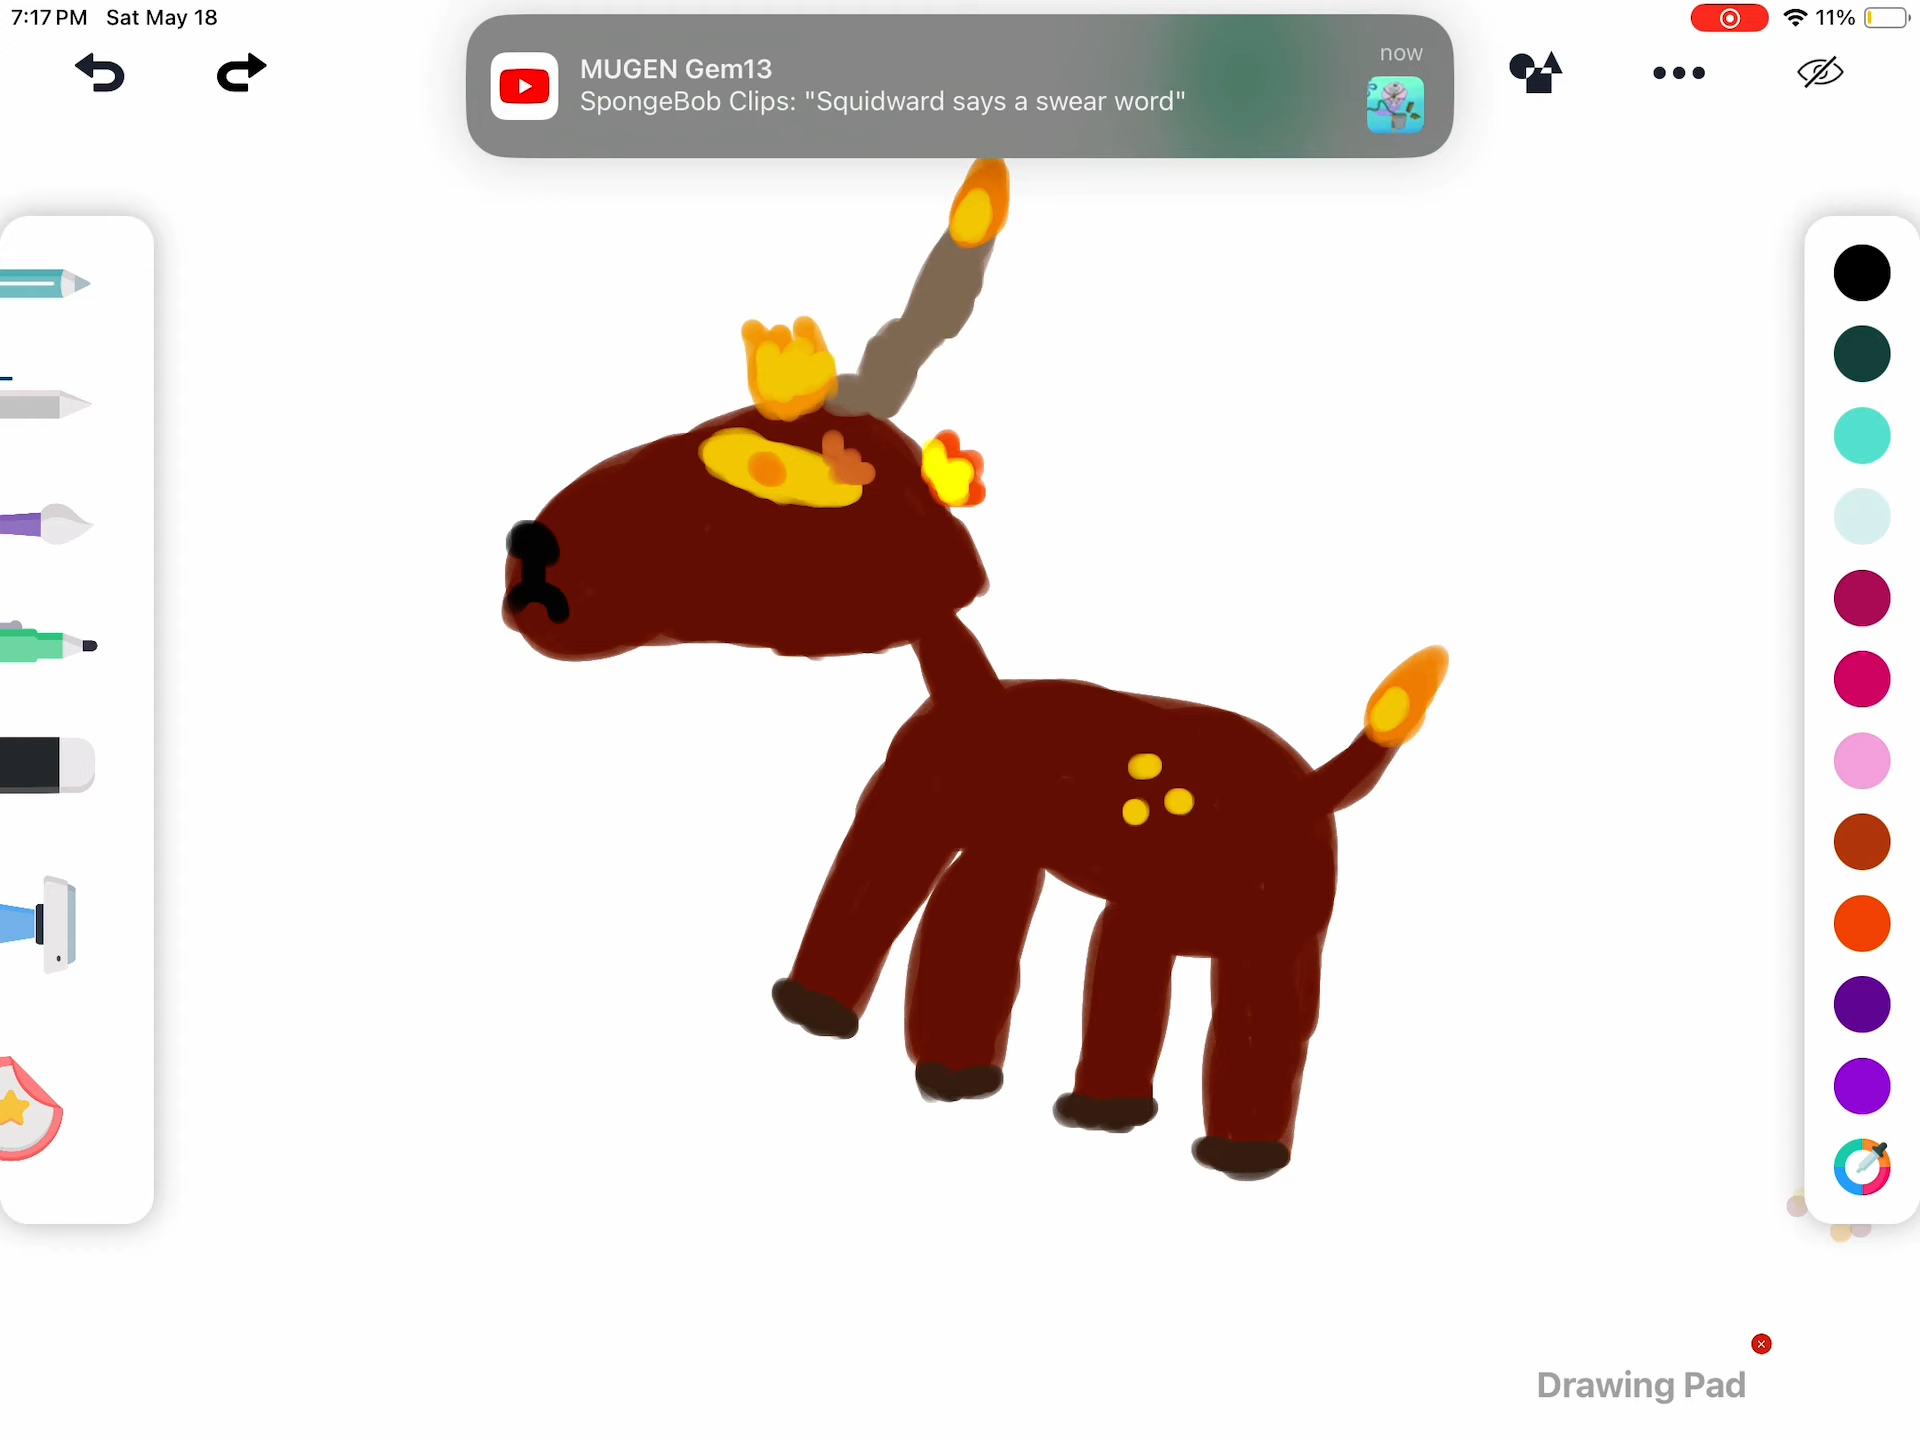 7:17 PM Sat May 18
11%
MUGEN Gem13
now
SpongeBob Clips: "Squidward says a swear word"
Drawing Pad